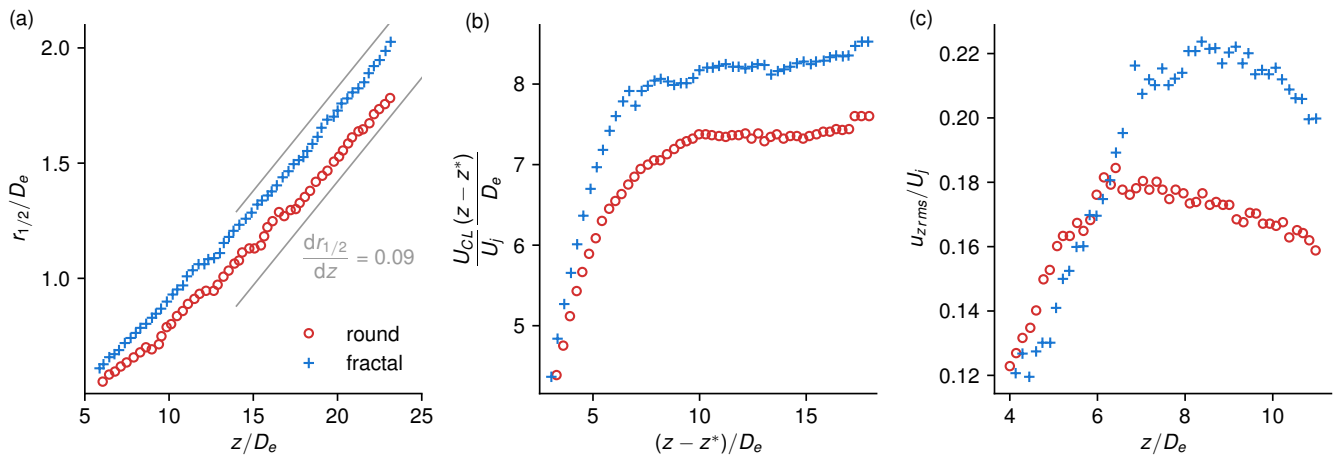 (a)
2.0
1.5
1.0
r1/2/De
dr1/2
dz
= 0.09
round
fractal
5 10 15 20 25
z/De
(b)
8
7
6
5
UCL (z − z*)
Uj De
5 10 15
(z − z*)/De
(c)
0.22
0.20
0.18
0.16
0.14
0.12
uz rms/Uj
4 6 8 10
z/De